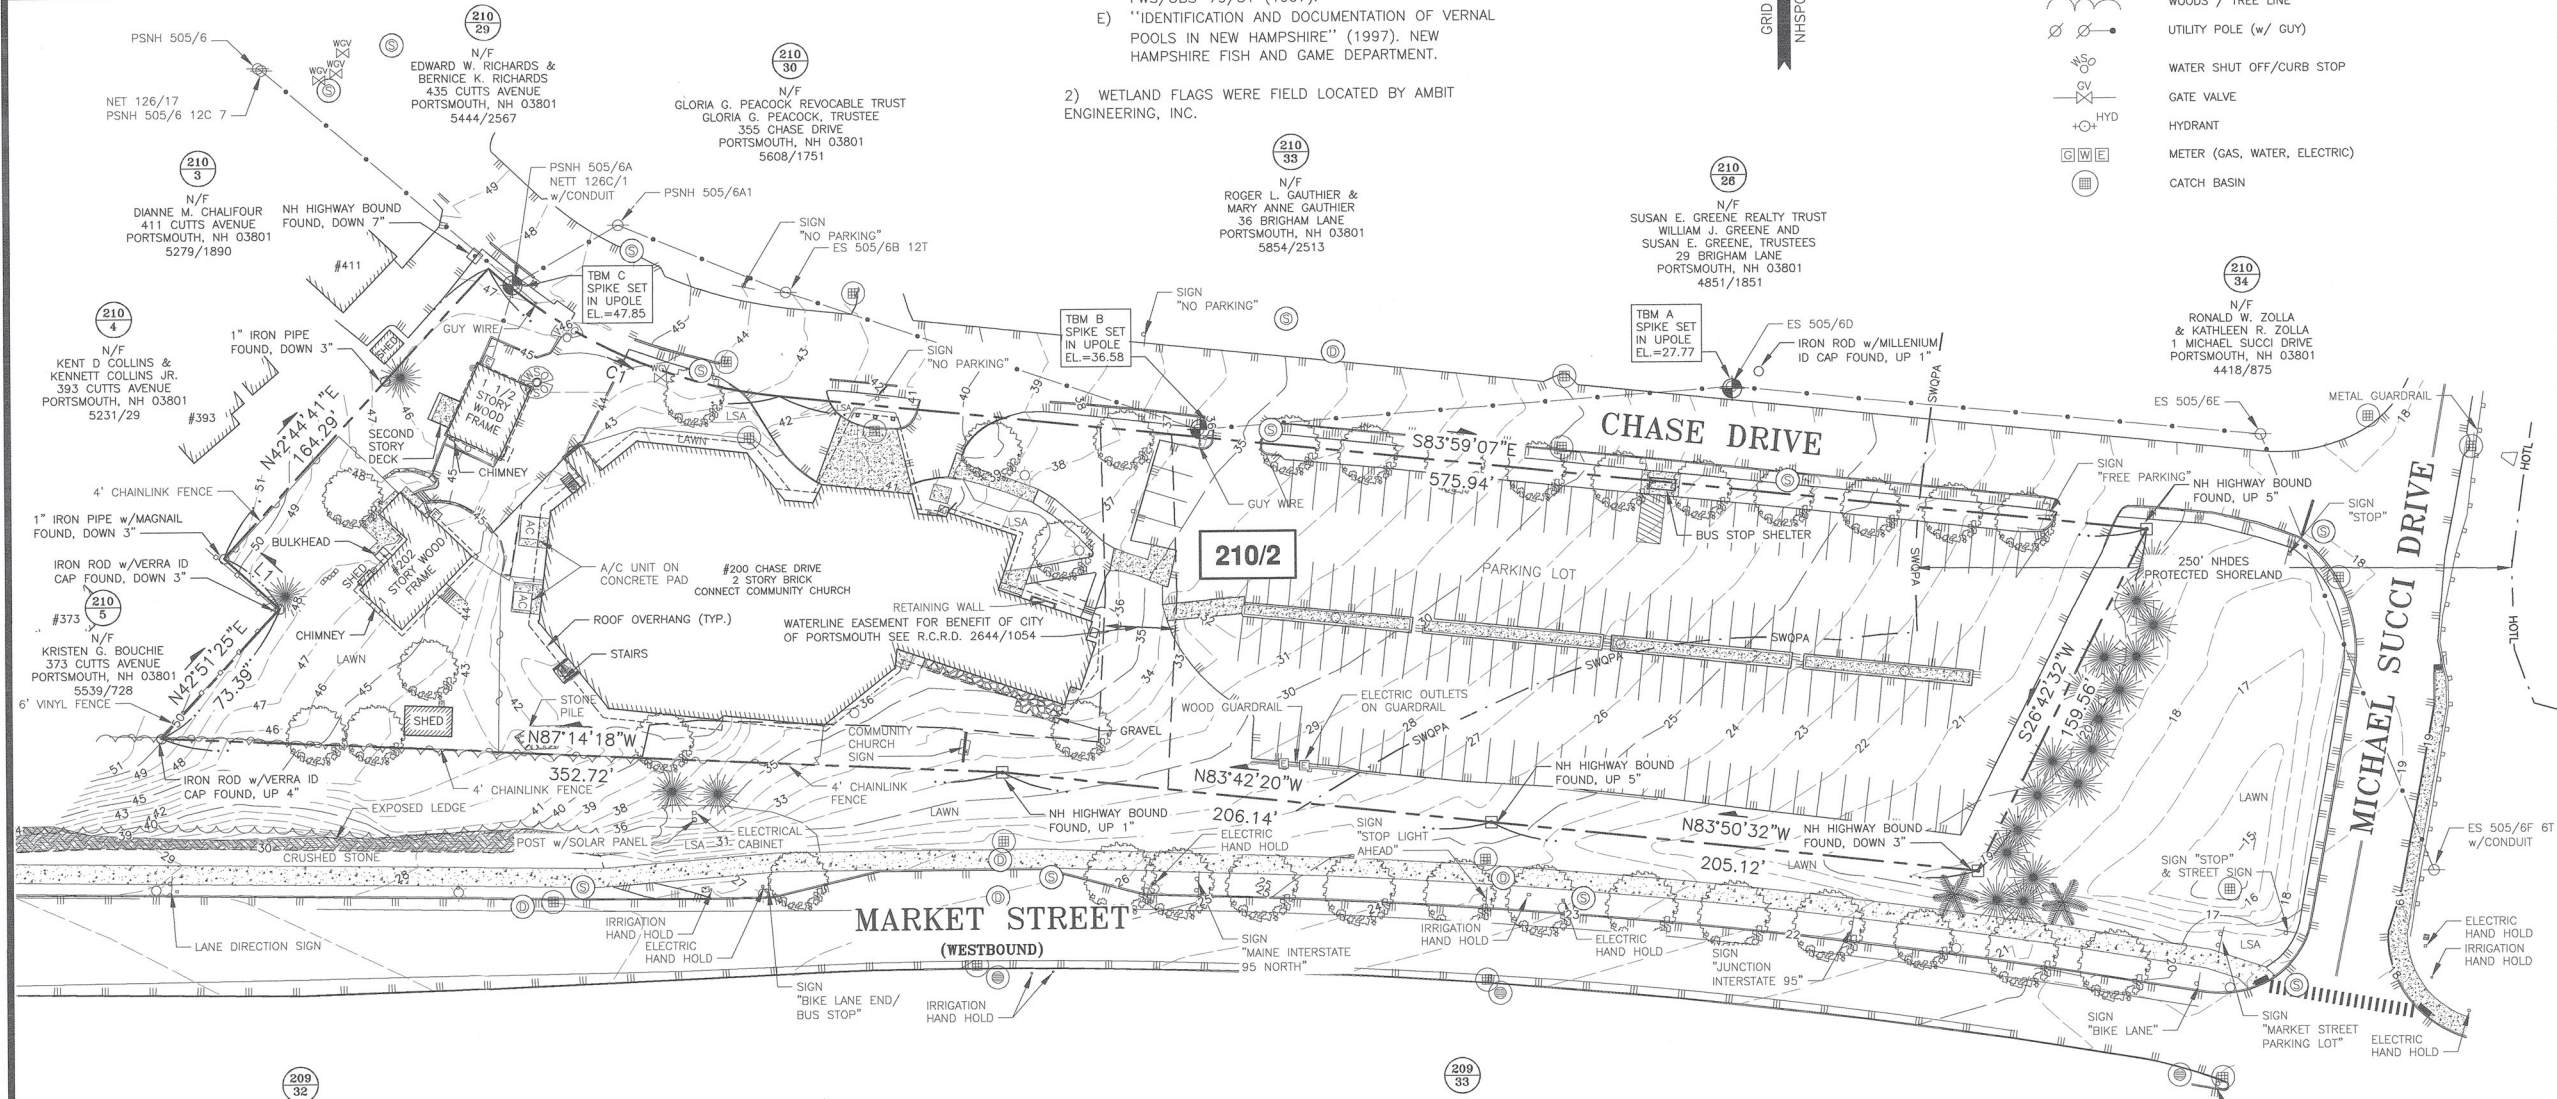 E) "IDENTIFICATION AND DOCUMENTATION OF VERNAL
POOLS IN NEW HAMPSHIRE" (1997). NEW
HAMPSHIRE FISH AND GAME DEPARTMENT.
2) WETLAND FLAGS WERE FIELD LOCATED BY AMBIT
ENGINEERING, INC.
GRID
UTILITY POLE (w/ GUY)
WSO
WATER SHUT OFF/CURB STOP
GV
GATE VALVE
HYD
HYDRANT
G W E
METER (GAS, WATER, ELECTRIC)
CATCH BASIN
PSNH 505/6
NET 126/17
PSNH 505/6 12C 7
WGV
WGV
WGV
S
S
210
29
N/F
EDWARD W. RICHARDS &
BERNICE K. RICHARDS
435 CUTTS AVENUE
PORTSMOUTH, NH 03801
5444/2567
210
30
N/F
GLORIA G. PEACOCK REVOCABLE TRUST
GLORIA G. PEACOCK, TRUSTEE
355 CHASE DRIVE
PORTSMOUTH, NH 03801
5608/1751
210
33
N/F
ROGER L. GAUTHIER &
MARY ANNE GAUTHIER
36 BRIGHAM LANE
PORTSMOUTH, NH 03801
5854/2513
210
26
N/F
SUSAN E. GREENE REALTY TRUST
WILLIAM J. GREENE AND
SUSAN E. GREENE, TRUSTEES
29 BRIGHAM LANE
PORTSMOUTH, NH 03801
4851/1851
210
34
N/F
RONALD W. ZOLLA
& KATHLEEN R. ZOLLA
1 MICHAEL SUCCI DRIVE
PORTSMOUTH, NH 03801
4418/875
210
3
N/F
DIANNE M. CHALIFOUR
411 CUTTS AVENUE
PORTSMOUTH, NH 03801
5279/1890
NH HIGHWAY BOUND
FOUND, DOWN 7"
#411
PSNH 505/6A
NETT 126C/1
w/CONDUIT
PSNH 505/6A1
SIGN
"NO PARKING"
ES 505/6B 12T
TBM C
SPIKE SET
IN UPOLE
EL.=47.85
GUY WIRE
SIGN
"NO PARKING"
TBM B
SPIKE SET
IN UPOLE
EL.=36.58
SIGN
"NO PARKING"
TBM A
SPIKE SET
IN UPOLE
EL.=27.77
ES 505/6D
IRON ROD w/MILLENIUM
ID CAP FOUND, UP 1"
SWQPA
ES 505/6E
METAL GUARDRAIL
HOTL
HOTL
210
4
N/F
KENT D COLLINS &
KENNETT COLLINS JR.
393 CUTTS AVENUE
PORTSMOUTH, NH 03801
5231/29
#393
1" IRON PIPE
FOUND, DOWN 3"
SHED
1 1/2
STORY
WOOD
FRAME
WSO
C1
N42°44'41"E
164.29'
SECOND
STORY
DECK
CHIMNEY
LSA
LAWN
LSA
CHASE DRIVE
S83°59'07"E
575.94'
GUY WIRE
SIGN
"FREE PARKING"
NH HIGHWAY BOUND
FOUND, UP 5"
SIGN
"STOP"
BUS STOP SHELTER
4' CHAINLINK FENCE
1" IRON PIPE w/MAGNAIL
FOUND, DOWN 3"
IRON ROD w/VERRA ID
CAP FOUND, DOWN 3"
BULKHEAD
L1
SHED
#202
STORY WOOD
FRAME
AC
AC
A/C UNIT ON
CONCRETE PAD
#200 CHASE DRIVE
2 STORY BRICK
CONNECT COMMUNITY CHURCH
LSA
210/2
PARKING LOT
SWQPA
250' NHDES
PROTECTED SHORELAND
MICHAEL SUCCI DRIVE
#373
210
5
N/F
KRISTEN G. BOUCHIE
373 CUTTS AVENUE
PORTSMOUTH, NH 03801
5539/728
6' VINYL FENCE
N42°51'25"E
73.39'
CHIMNEY
LAWN
ROOF OVERHANG (TYP.)
STAIRS
RETAINING WALL
WATERLINE EASEMENT FOR BENEFIT OF CITY
OF PORTSMOUTH SEE R.C.R.D. 2644/1054
SWQPA
SWQPA
SWQPA
S26°42'32"W
159.56'
WOOD GUARDRAIL
ELECTRIC OUTLETS
ON GUARDRAIL
SHED
STONE
PILE
N87°14'18"W
352.72'
COMMUNITY
CHURCH
SIGN
GRAVEL
IRON ROD w/VERRA ID
CAP FOUND, UP 4"
4' CHAINLINK FENCE
4' CHAINLINK
FENCE
N83°42'20"W
206.14'
NH HIGHWAY BOUND
FOUND, UP 1"
NH HIGHWAY BOUND
FOUND, UP 5"
N83°50'32"W
205.12'
NH HIGHWAY BOUND
FOUND, DOWN 3"
LAWN
LAWN
LAWN
EXPOSED LEDGE
CRUSHED STONE
POST w/SOLAR PANEL
LSA
ELECTRICAL
CABINET
ELECTRIC
HAND HOLD
SIGN
"STOP LIGHT
AHEAD"
SIGN "STOP"
& STREET SIGN
ES 505/6F 6T
w/CONDUIT
LANE DIRECTION SIGN
IRRIGATION
HAND HOLD
ELECTRIC
HAND HOLD
MARKET STREET
(WESTBOUND)
SIGN
"BIKE LANE END/
BUS STOP"
IRRIGATION
HAND HOLD
SIGN
"MAINE INTERSTATE
95 NORTH"
IRRIGATION
HAND HOLD
ELECTRIC
HAND HOLD
SIGN
"JUNCTION
INTERSTATE 95"
LSA
SIGN
"BIKE LANE"
SIGN
"MARKET STREET
PARKING LOT"
ELECTRIC
HAND HOLD
IRRIGATION
HAND HOLD
ELECTRIC
HAND HOLD
209
32
209
33